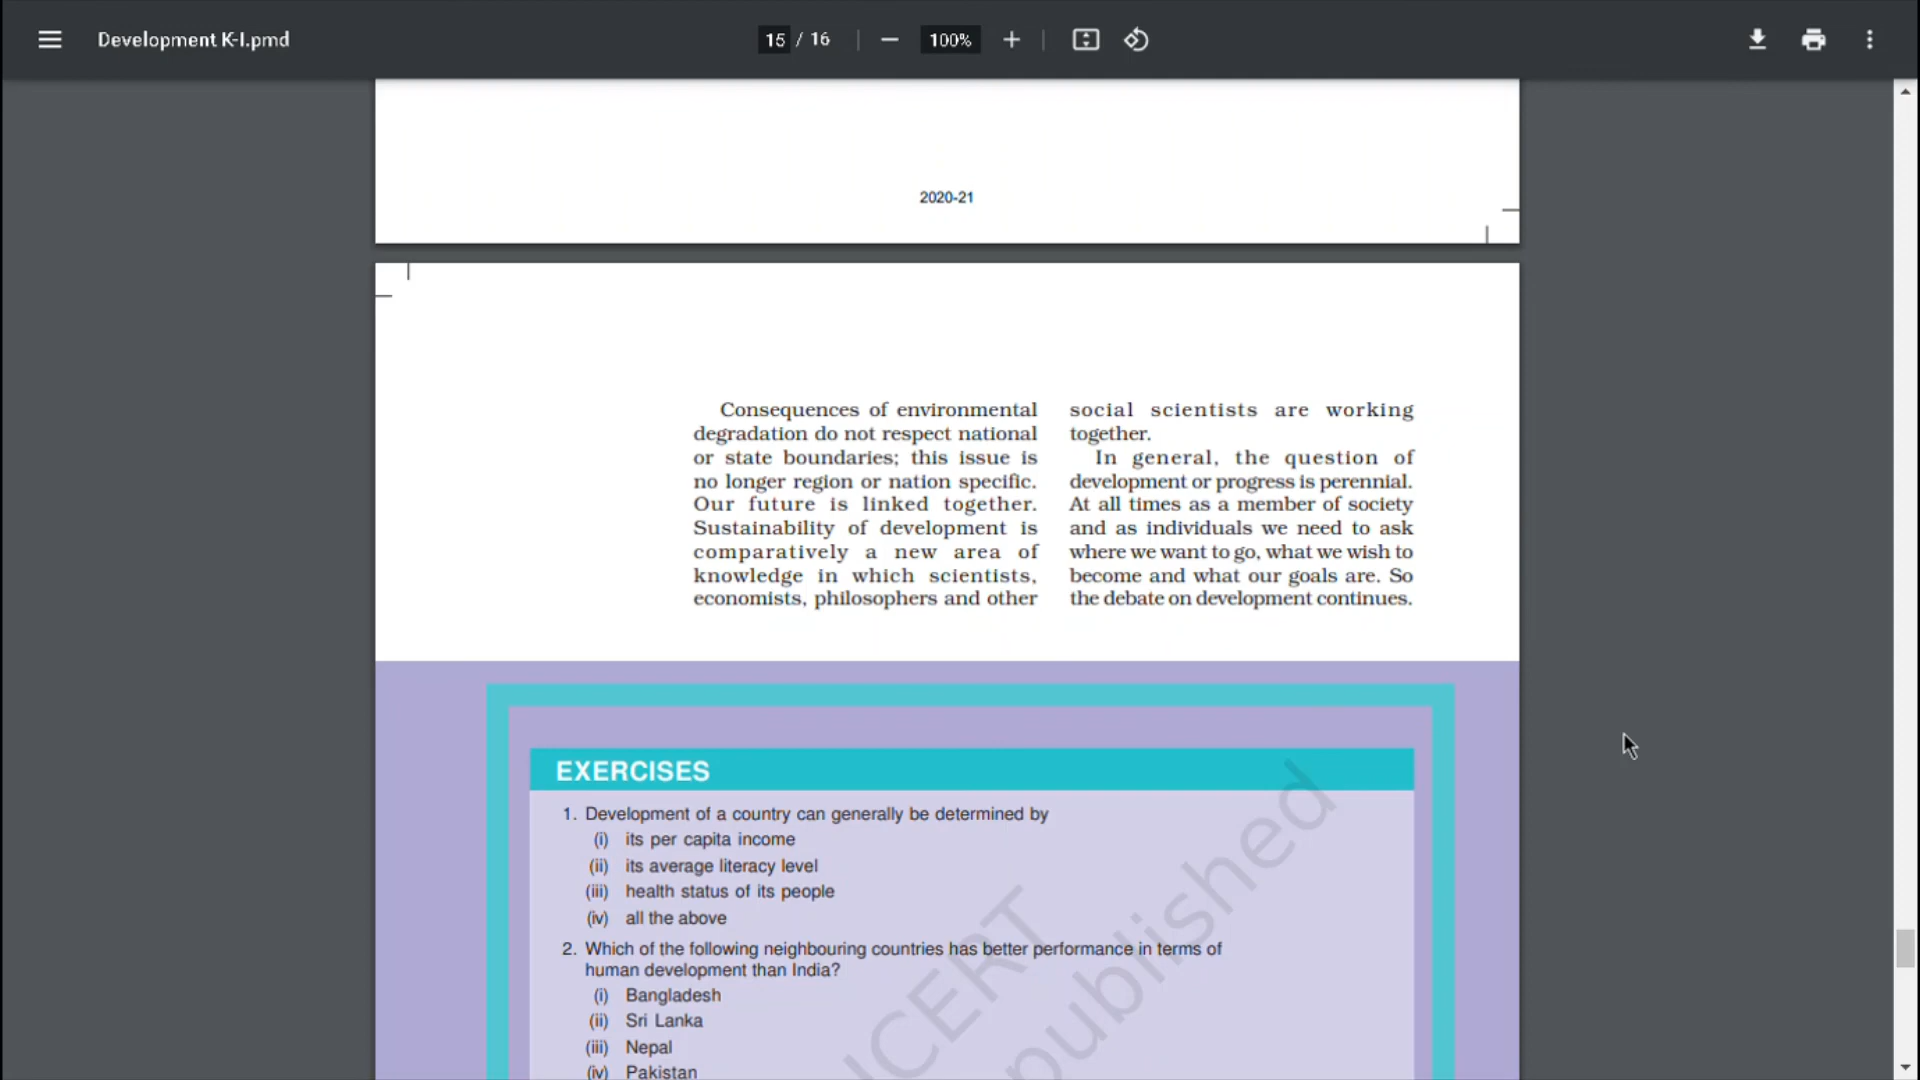 Development K-I.pmd
15 / 16
100%
2020-21
Consequences of environmental
degradation do not respect national
or state boundaries; this issue is
no longer region or nation specific.
Our future is linked together.
Sustainability of development is
comparatively a new area of
knowledge in which scientists,
economists, philosophers and other
social scientists are working
together.
In general, the question of
development or progress is perennial.
At all times as a member of society
and as individuals we need to ask
where we want to go, what we wish to
become and what our goals are. So
the debate on development continues.
EXERCISES
1. Development of a country can generally be determined by
(i) its per capita income
(ii) its average literacy level
(iii) health status of its people
(iv) all the above
2. Which of the following neighbouring countries has better performance in terms of
human development than India?
(i) Bangladesh
(ii) Sri Lanka
(iii) Nepal
(iv) Pakistan
published